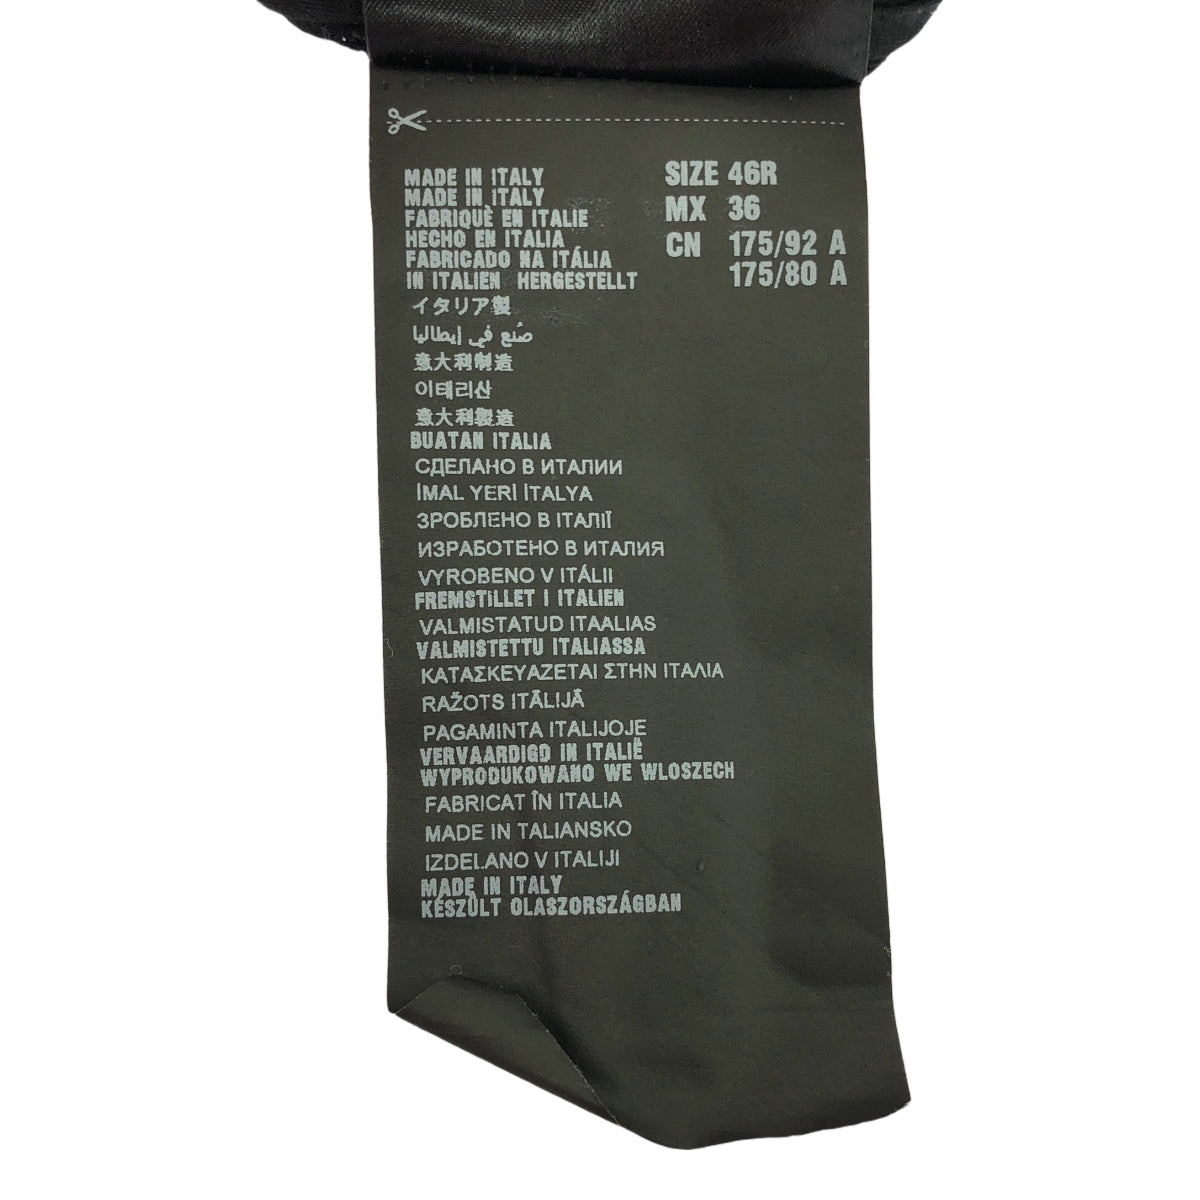 MADE IN ITALY
MADE IN ITALY
FABRIQUÈ EN ITALIE
HECHO EN ITALIA
FABRICADO NA ITÁLIA
IN ITALIEN HERGESTELLT
イタリア製
صُنع في إيطاليا
意大利制造
이테리산
意大利製造
BUATAN ITALIA
СДЕЛАНО В ИТАЛИИ
İMAL YERİ İTALYA
ЗРОБЛЕНО В ІТАЛІЇ
ИЗРАБОТЕНО В ИТАЛИЯ
VYROBENO V ITÁLII
FREMSTILLET I ITALIEN
VALMISTATUD ITAALIAS
VALMISTETTU ITALIASSA
ΚΑΤΑΣΚΕΥΑΖΕΤΑΙ ΣΤΗΝ ΙΤΑΛΙΑ
RAŽOTS ITĀLIJĀ
PAGAMINTA ITALIJOJE
VERVAARDIGD IN ITALIË
WYPRODUKOWANO WE WLOSZECH
FABRICAT ÎN ITALIA
MADE IN TALIANSKO
IZDELANO V ITALIJI
MADE IN ITALY
KÉSZÛLT OLASZORSZÁGBAN
SIZE 46R
MX 36
CN 175/92 A
175/80 A